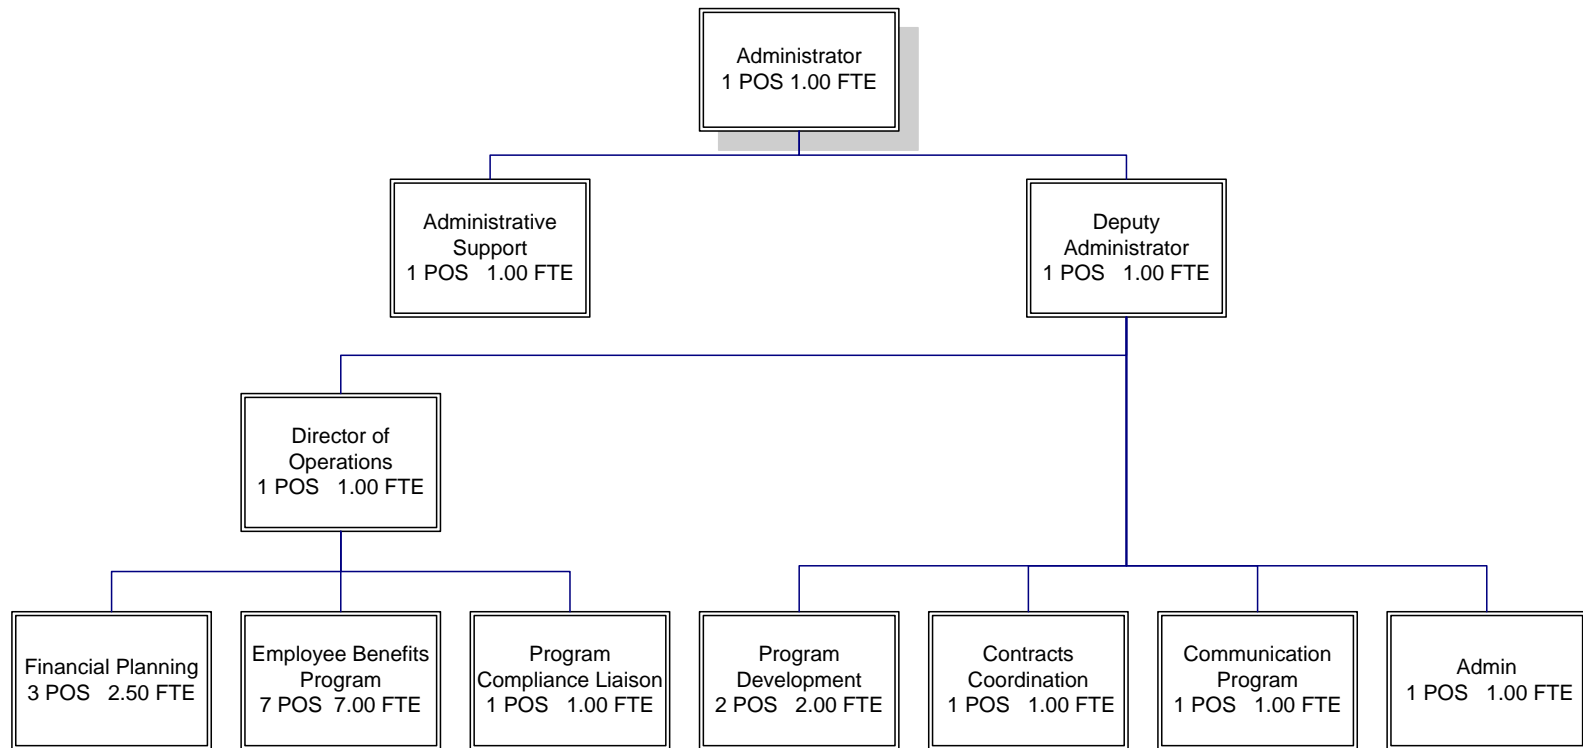 Administrator
1 POS 1.00 FTE
Administrative
Support
1 POS   1.00 FTE
Deputy
Administrator
1 POS   1.00 FTE
Director of
Operations
1 POS   1.00 FTE
Financial Planning
3 POS   2.50 FTE
Employee Benefits
Program
7 POS  7.00 FTE
Program
Compliance Liaison
1 POS   1.00 FTE
Program
Development
2 POS   2.00 FTE
Contracts
Coordination
1 POS   1.00 FTE
Communication
Program
1 POS   1.00 FTE
Admin
1 POS   1.00 FTE